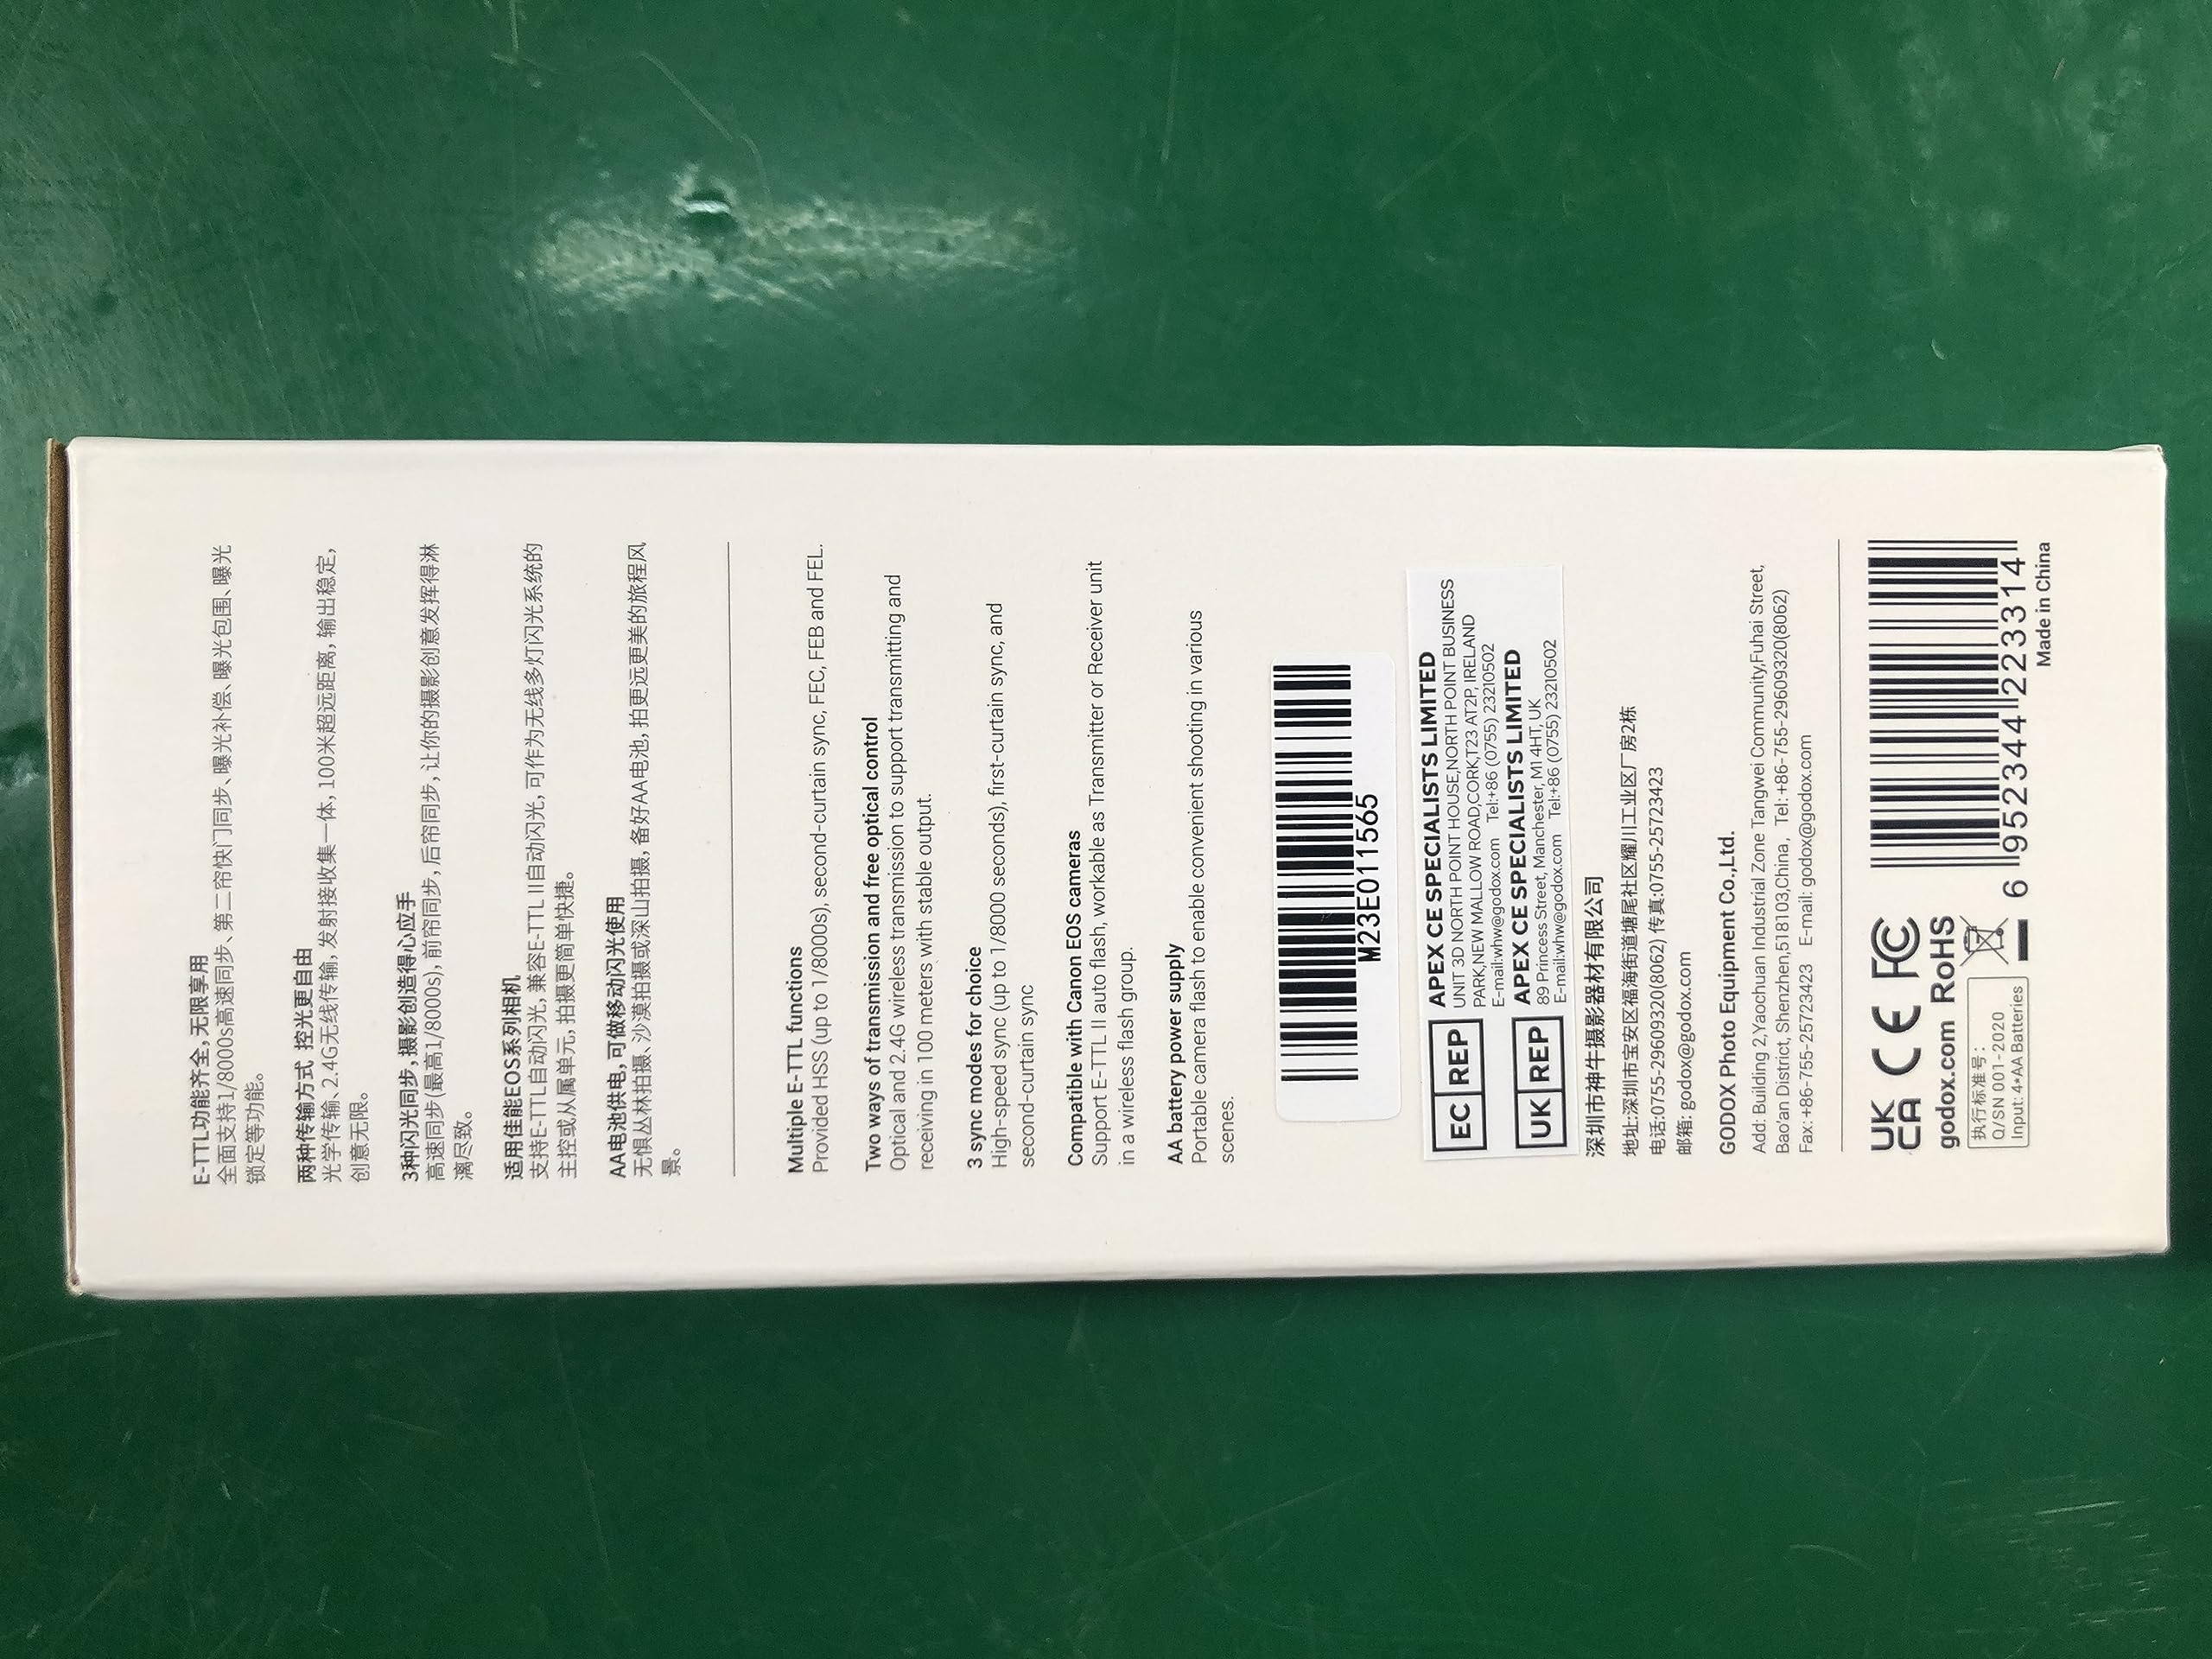 E-TTL功能齐全,无限享用
全面支持1/8000s高速同步、第二帘快门同步、曝光补偿、曝光包围、曝光
锁定等功能。
两种传输方式 控光更自由
光学传输、2.4G无线传输,发射接收集一体,100米超远距离,输出稳定,
创意无限。
3种闪光同步,摄影创造得心应手
高速同步(最高1/8000s),前帘同步,后帘同步,让你的摄影创意发挥得淋
漓尽致。
适用佳能EOS系列相机
支持E-TTL自动闪光,兼容E-TTL II自动闪光,可作为无线多灯闪光系统的
主控或从属单元,拍摄更简单快捷。
AA电池供电,可做移动闪光使用
无惧丛林拍摄、沙漠拍摄或深山拍摄,备好AA电池,拍更远更美的旅程风
景。
Multiple E-TTL functions
Provided HSS (up to 1/8000s), second-curtain sync, FEC, FEB and FEL.
Two ways of transmission and free optical control
Optical and 2.4G wireless transmission to support transmitting and
receiving in 100 meters with stable output.
3 sync modes for choice
High-speed sync (up to 1/8000 seconds), first-curtain sync, and
second-curtain sync
Compatible with Canon EOS cameras
Support E-TTL II auto flash, workable as Transmitter or Receiver unit
in a wireless flash group.
AA battery power supply
Portable camera flash to enable convenient shooting in various
scenes.
M23E011565
EC REP
APEX CE SPECIALISTS LIMITED
UNIT 3D NORTH POINT HOUSE,NORTH POINT BUSINESS
PARK,NEW MALLOW ROAD,CORK,T23 AT2P, IRELAND
E-mail:whw@godox.com Tel:+86 (0755) 23210502
UK REP
APEX CE SPECIALISTS LIMITED
89 Princess Street, Manchester, M1 4HT, UK
E-mail:whw@godox.com Tel:+86 (0755) 23210502
深圳市神牛摄影器材有限公司
地址:深圳市宝安区福海街道塘尾社区耀川工业区厂房2栋
电话:0755-29609320(8062) 传真:0755-25723423
邮箱: godox@godox.com
GODOX Photo Equipment Co.,Ltd.
Add: Building 2,Yaochuan Industrial Zone Tangwei Community,Fuhai Street,
Bao'an District, Shenzhen,518103,China, Tel: +86-755-29609320(8062)
Fax: +86-755-25723423 E-mail: godox@godox.com
UK CA CE FC
godox.com RoHS
执行标准号:
Q/SN 001-2020
Input: 4*AA Batteries
6 952344 223314
Made in China